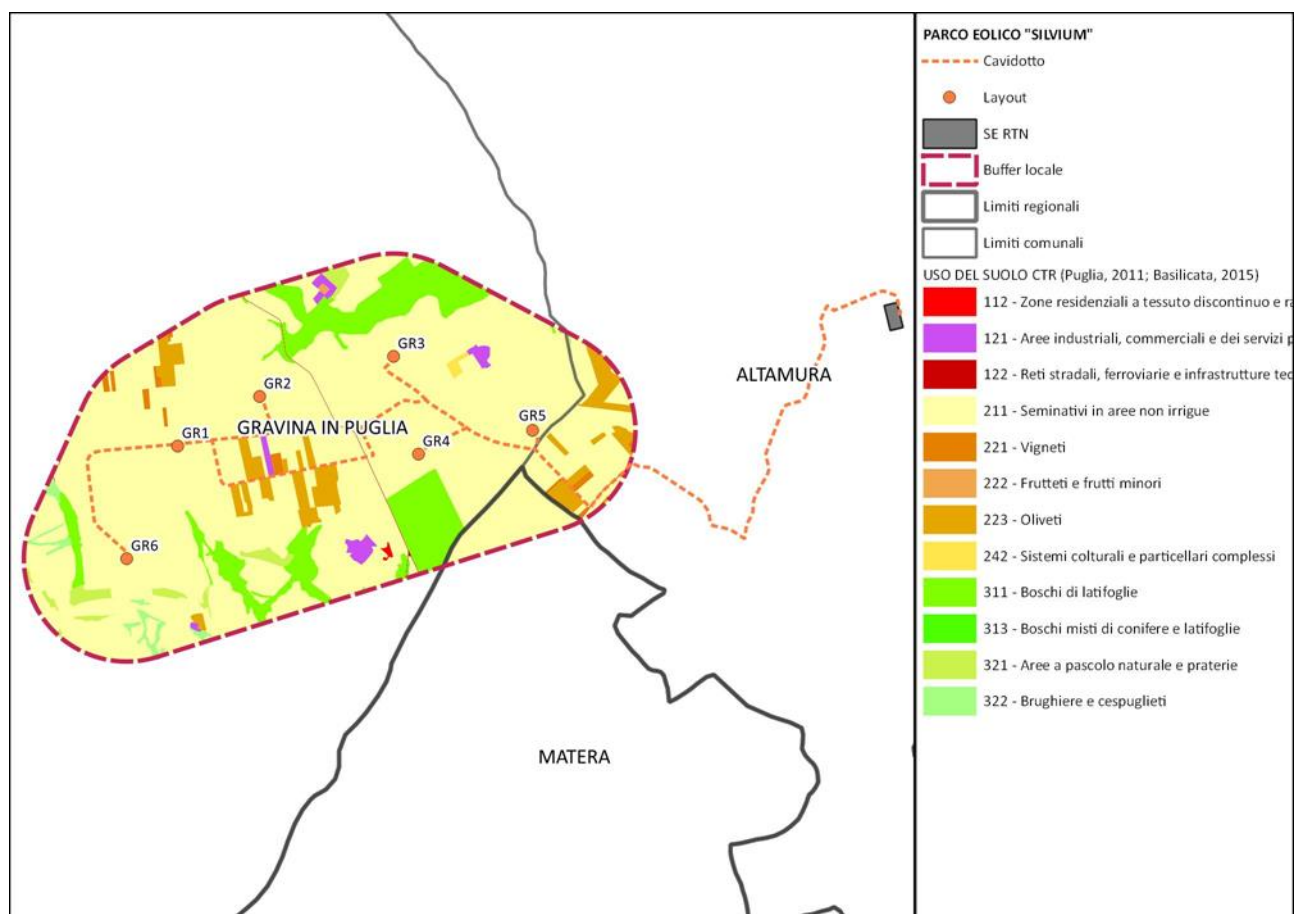 PARCO EOLICO "SILVIUM"
Cavidotto
Layout
SE RTN
Buffer locale
Limiti regionali
Limiti comunali
USO DEL SUOLO CTR (Puglia, 2011; Basilicata, 2015)
112 - Zone residenziali a tessuto discontinuo e ra
121 - Aree industriali, commerciali e dei servizi p
122 - Reti stradali, ferroviarie e infrastrutture tec
211 - Seminativi in aree non irrigue
221 - Vigneti
222 - Frutteti e frutti minori
223 - Oliveti
242 - Sistemi colturali e particellari complessi
311 - Boschi di latifoglie
313 - Boschi misti di conifere e latifoglie
321 - Aree a pascolo naturale e praterie
322 - Brughiere e cespuglieti
GR3
ALTAMURA
GR2
GRAVINA IN PUGLIA
GR5
GR1
GR4
GR6
MATERA